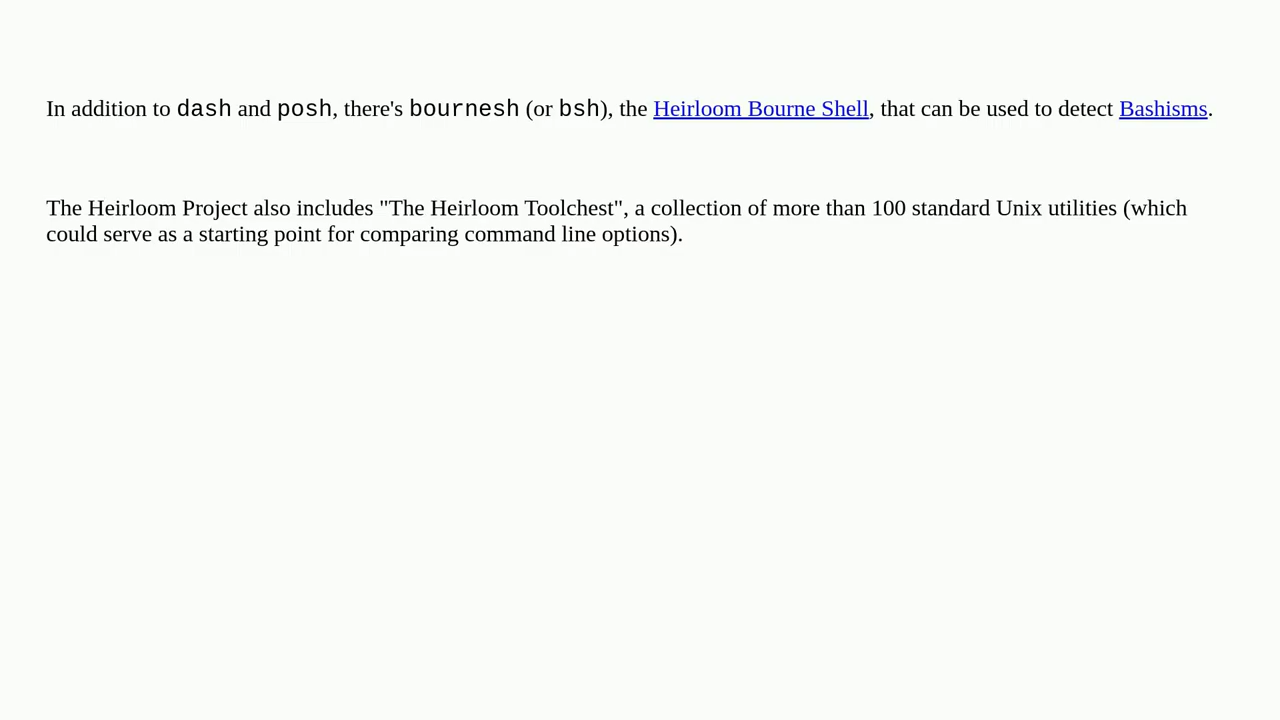 In addition to dash and posh, there's bournesh (or bsh), the Heirloom Bourne Shell, that can be used to detect Bashisms.
The Heirloom Project also includes "The Heirloom Toolchest", a collection of more than 100 standard Unix utilities (which
could serve as a starting point for comparing command line options).